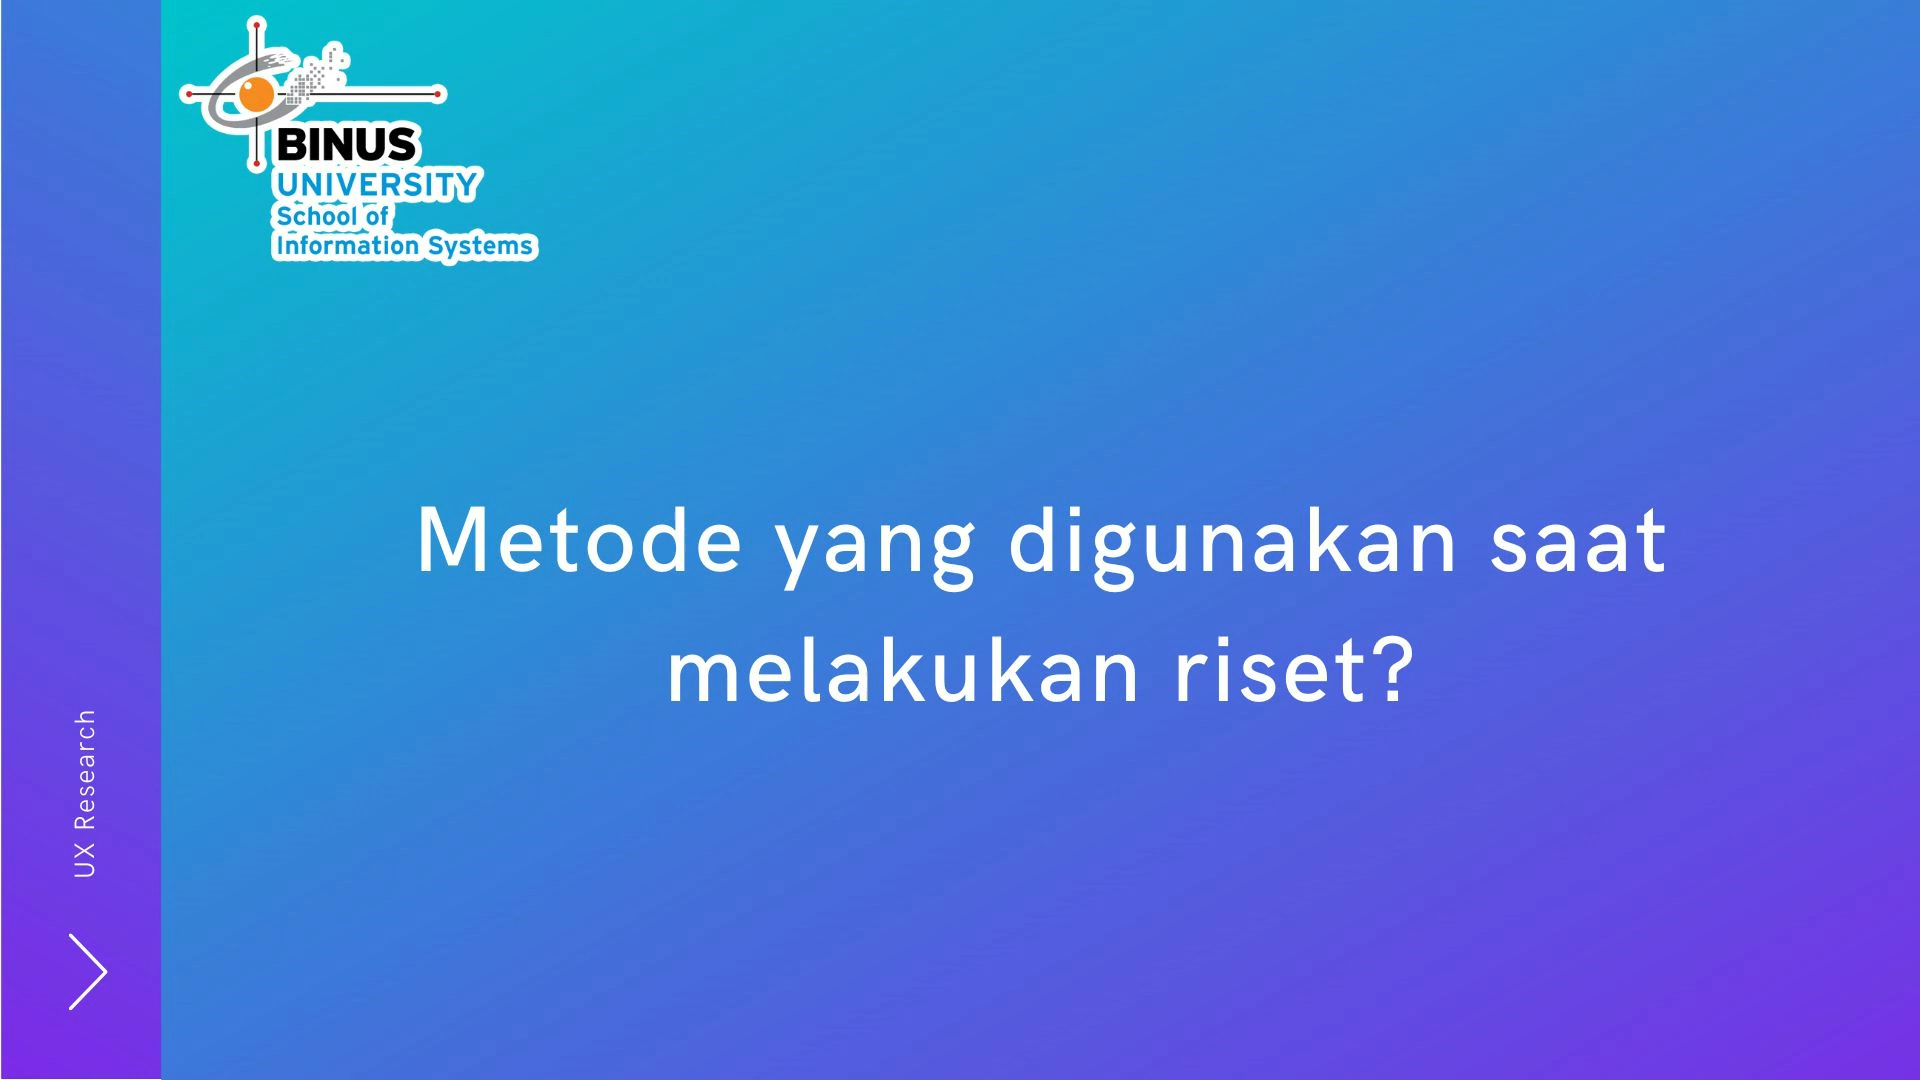 BINUS
UNIVERSITY
School of
Information Systems
Metode yang digunakan saat
melakukan riset?
UX Research